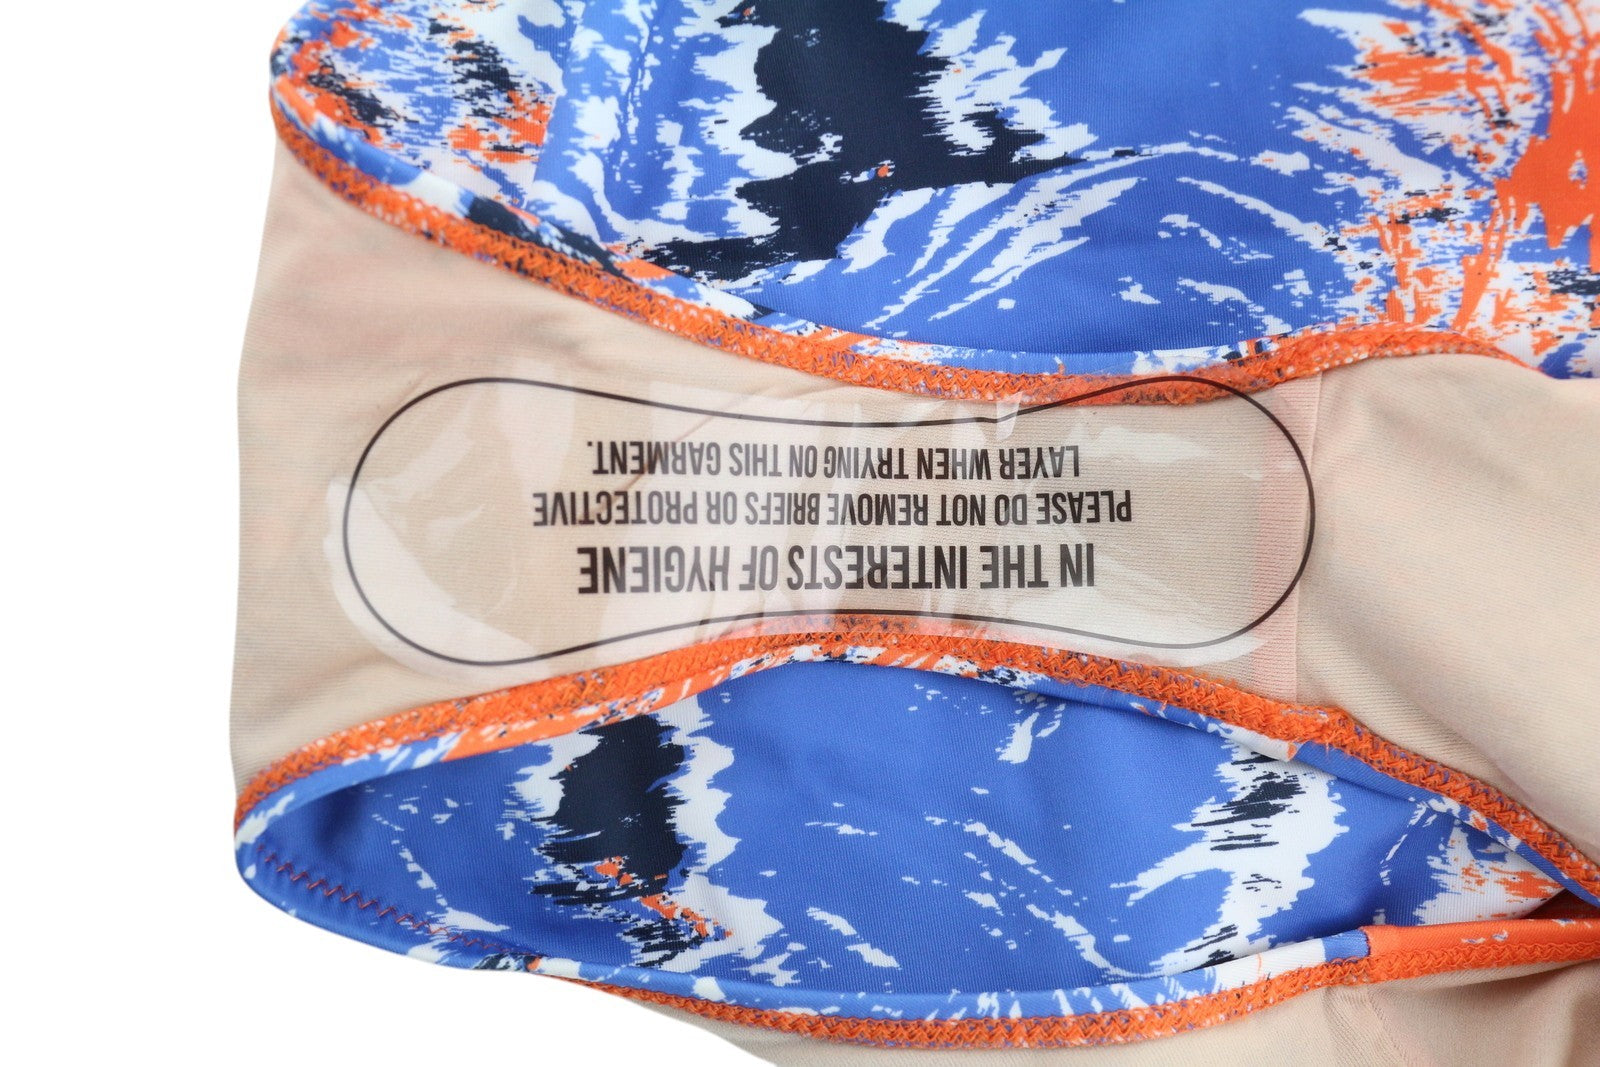 IN THE INTERESTS OF HYGIENE
PLEASE DO NOT REMOVE BRIEFS OR PROTECTIVE
LAYER WHEN TRYING ON THIS GARMENT.